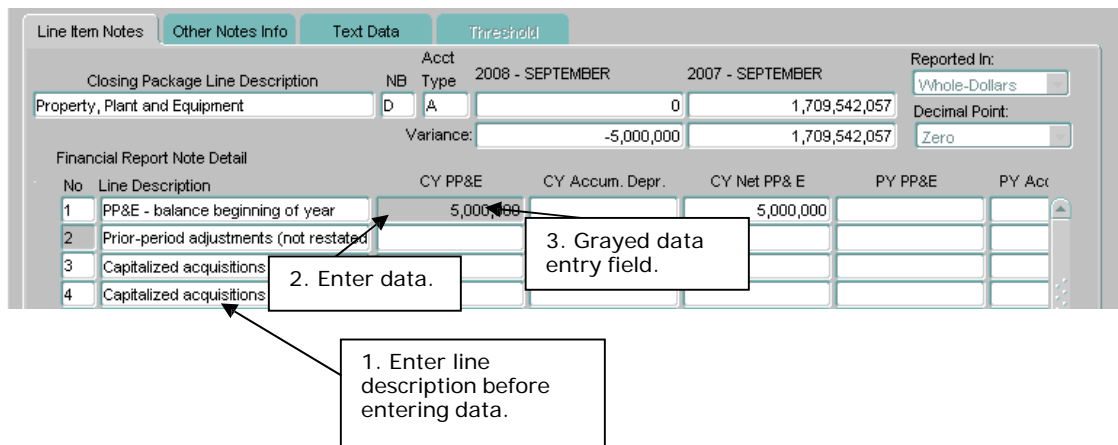 Line Item Notes Other Notes Info Text Data Threshold
Acct Reported In:
Closing Package Line Description NB Type 2008 - SEPTEMBER 2007 - SEPTEMBER Whole-Dollars
Property, Plant and Equipment D A 0 1,709,542,057 Decimal Point:
Variance: -5,000,000 1,709,542,057 Zero
Financial Report Note Detail
No Line Description CY PP&E CY Accum. Depr. CY Net PP& E PY PP&E PY Acc
1 PP&E - balance beginning of year 5,000,000 5,000,000
2 Prior-period adjustments (not restated
3 Capitalized acquisitions
4 Capitalized acquisitions
2. Enter data.
3. Grayed data
entry field.
1. Enter line
description before
entering data.